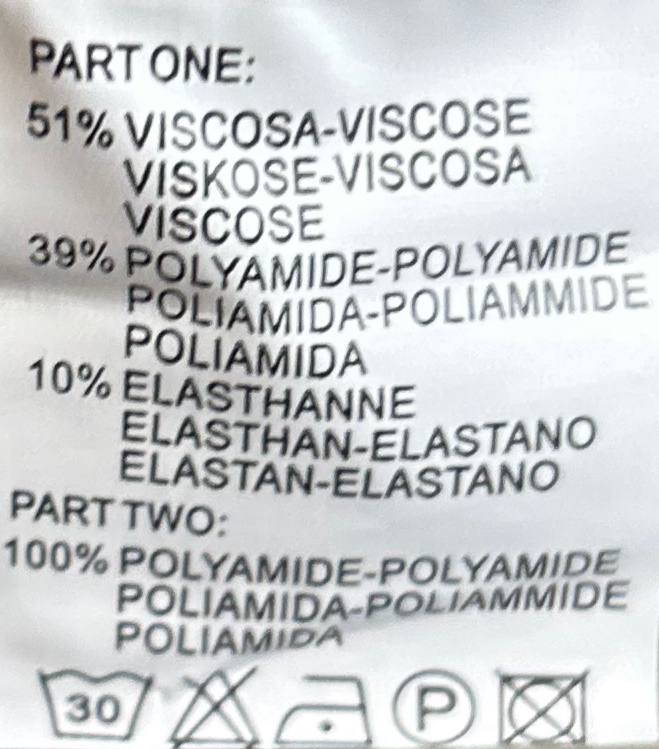 PART ONE:
51% VISCOSA-VISCOSE
VISKOSE-VISCOSA
VISCOSE
39% POLYAMIDE-POLYAMIDE
POLIAMIDA-POLIAMMIDE
POLIAMIDA
10% ELASTHANNE
ELASTHAN-ELASTANO
ELASTAN-ELASTANO
PART TWO:
100% POLYAMIDE-POLYAMIDE
POLIAMIDA-POLIAMMIDE
POLIAMIDA
30 P